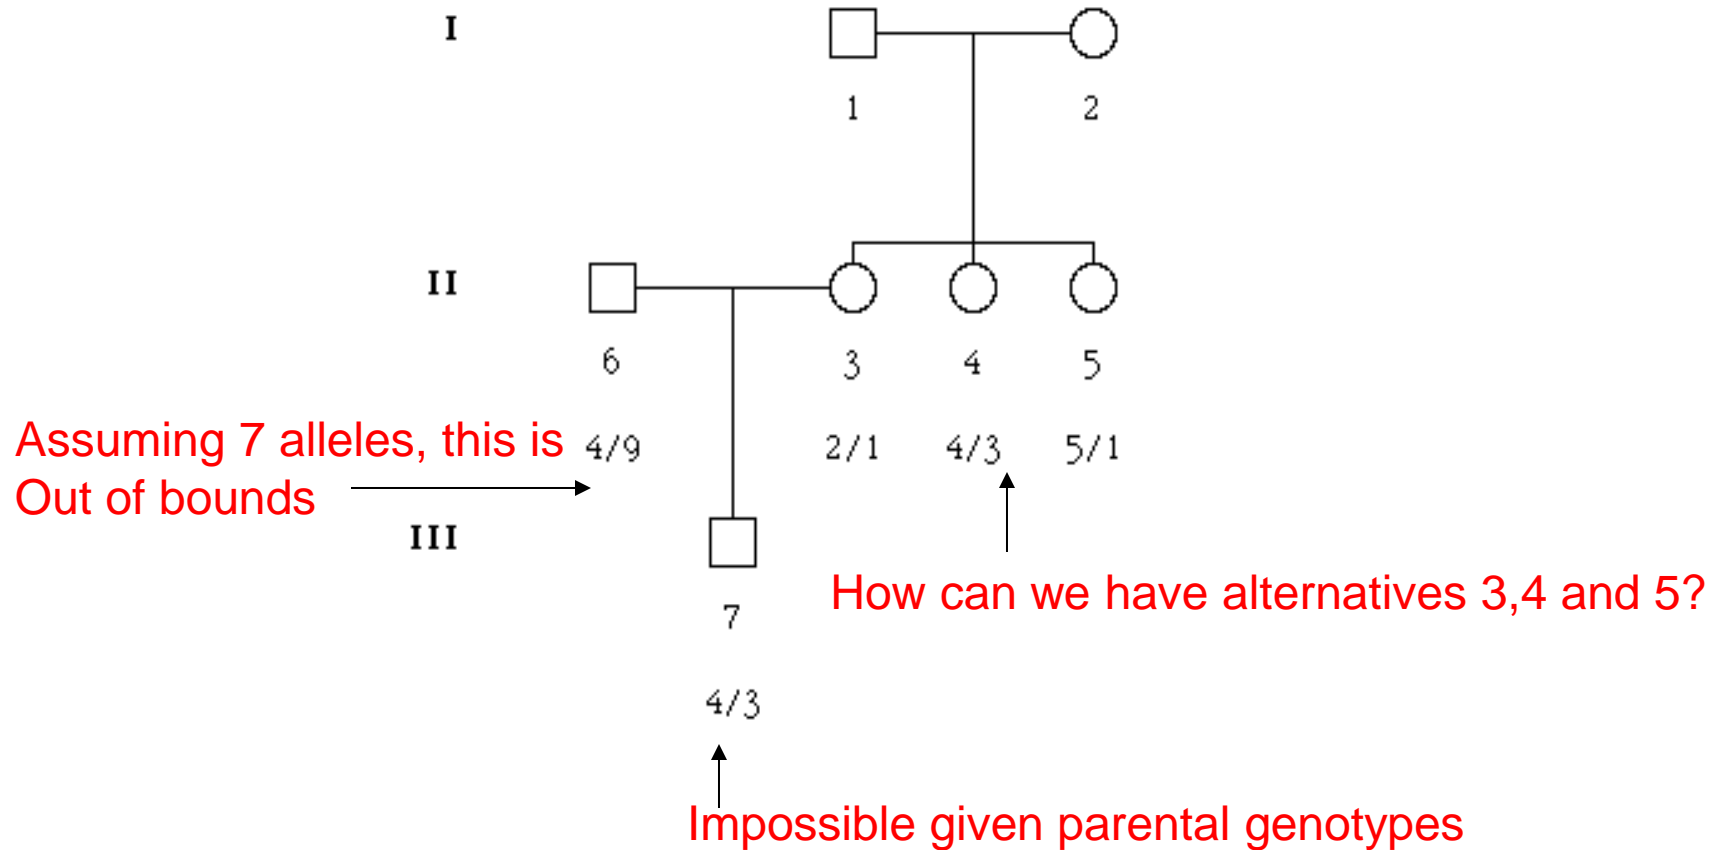 I
1 2
II
6 3 4 5
Assuming 7 alleles, this is 4/9 2/1 4/3 5/1
Out of bounds
III
How can we have alternatives 3,4 and 5?
7
4/3
Impossible given parental genotypes